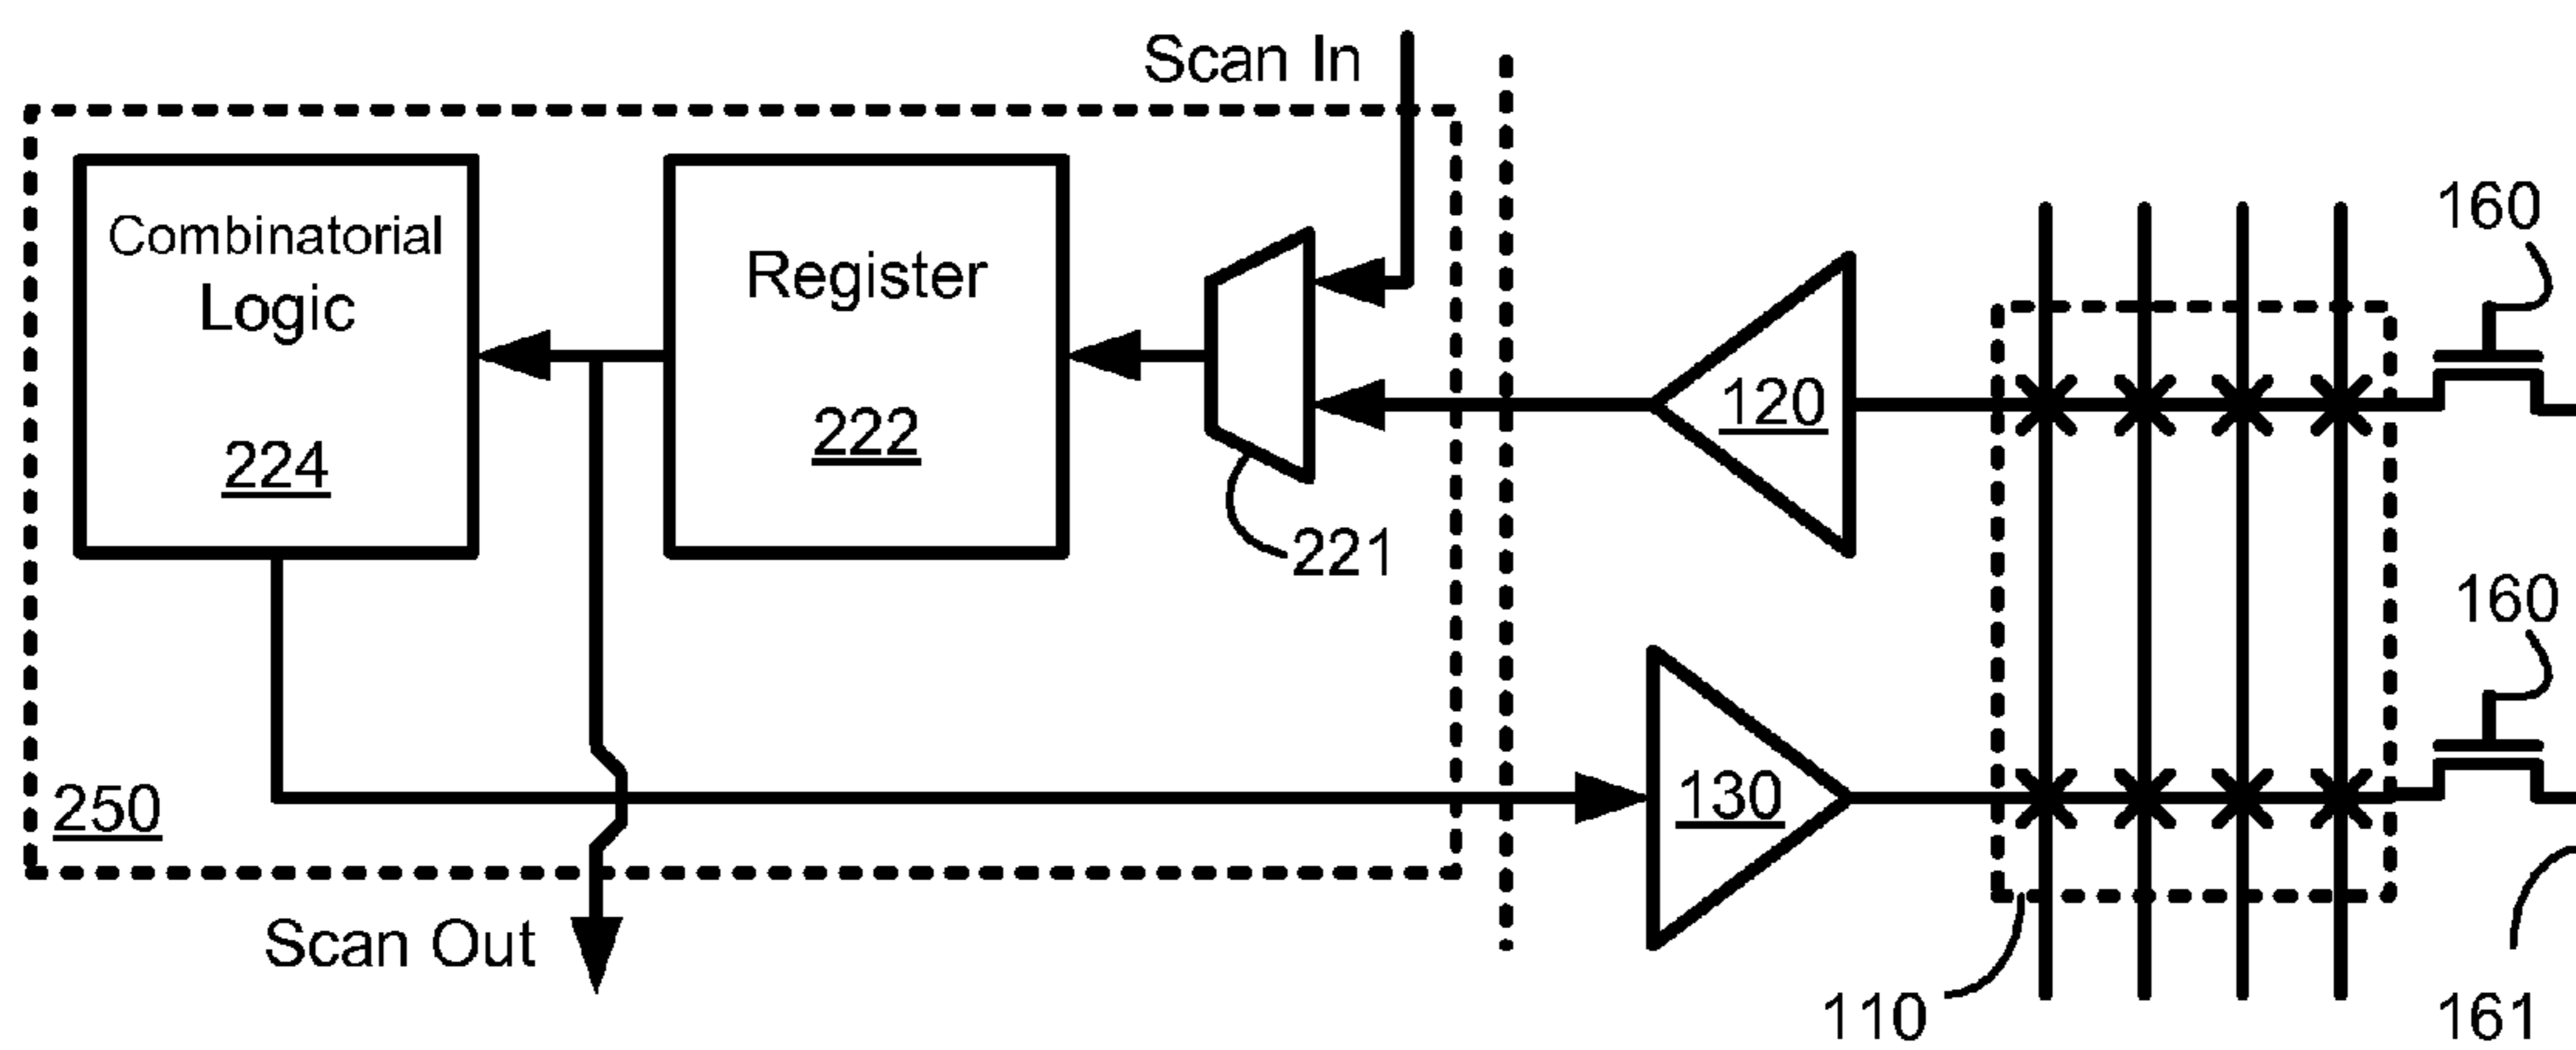 Scan In
Combinatorial
Logic
224
Register
222
221
120
160
160
130
250
Scan Out
110
161